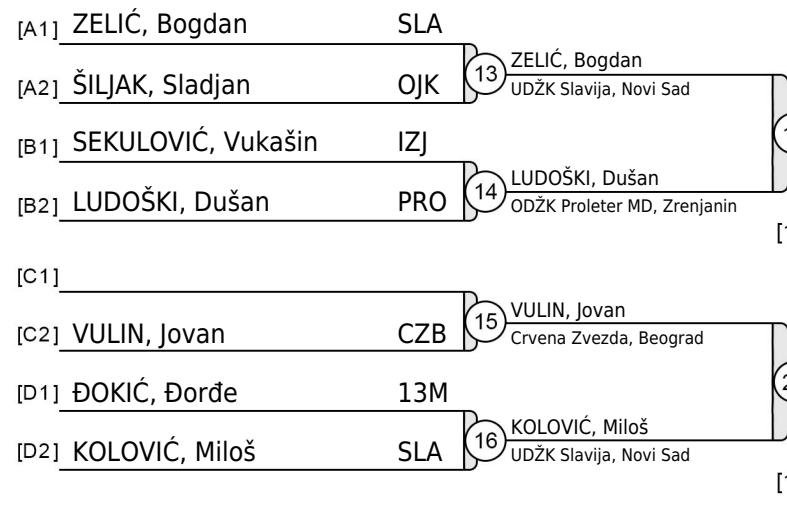 [A1] ZELIĆ, Bogdan SLA
13 ZELIĆ, Bogdan
UDŽK Slavija, Novi Sad
[A2] ŠILJAK, Sladjan OJK
[B1] SEKULOVIĆ, Vukašin IZJ
14 LUDOŠKI, Dušan
ODŽK Proleter MD, Zrenjanin
[B2] LUDOŠKI, Dušan PRO
[C1]
15 VULIN, Jovan
Crvena Zvezda, Beograd
[C2] VULIN, Jovan CZB
[D1] ĐOKIĆ, Đorđe 13M
16 KOLOVIĆ, Miloš
UDŽK Slavija, Novi Sad
[D2] KOLOVIĆ, Miloš SLA